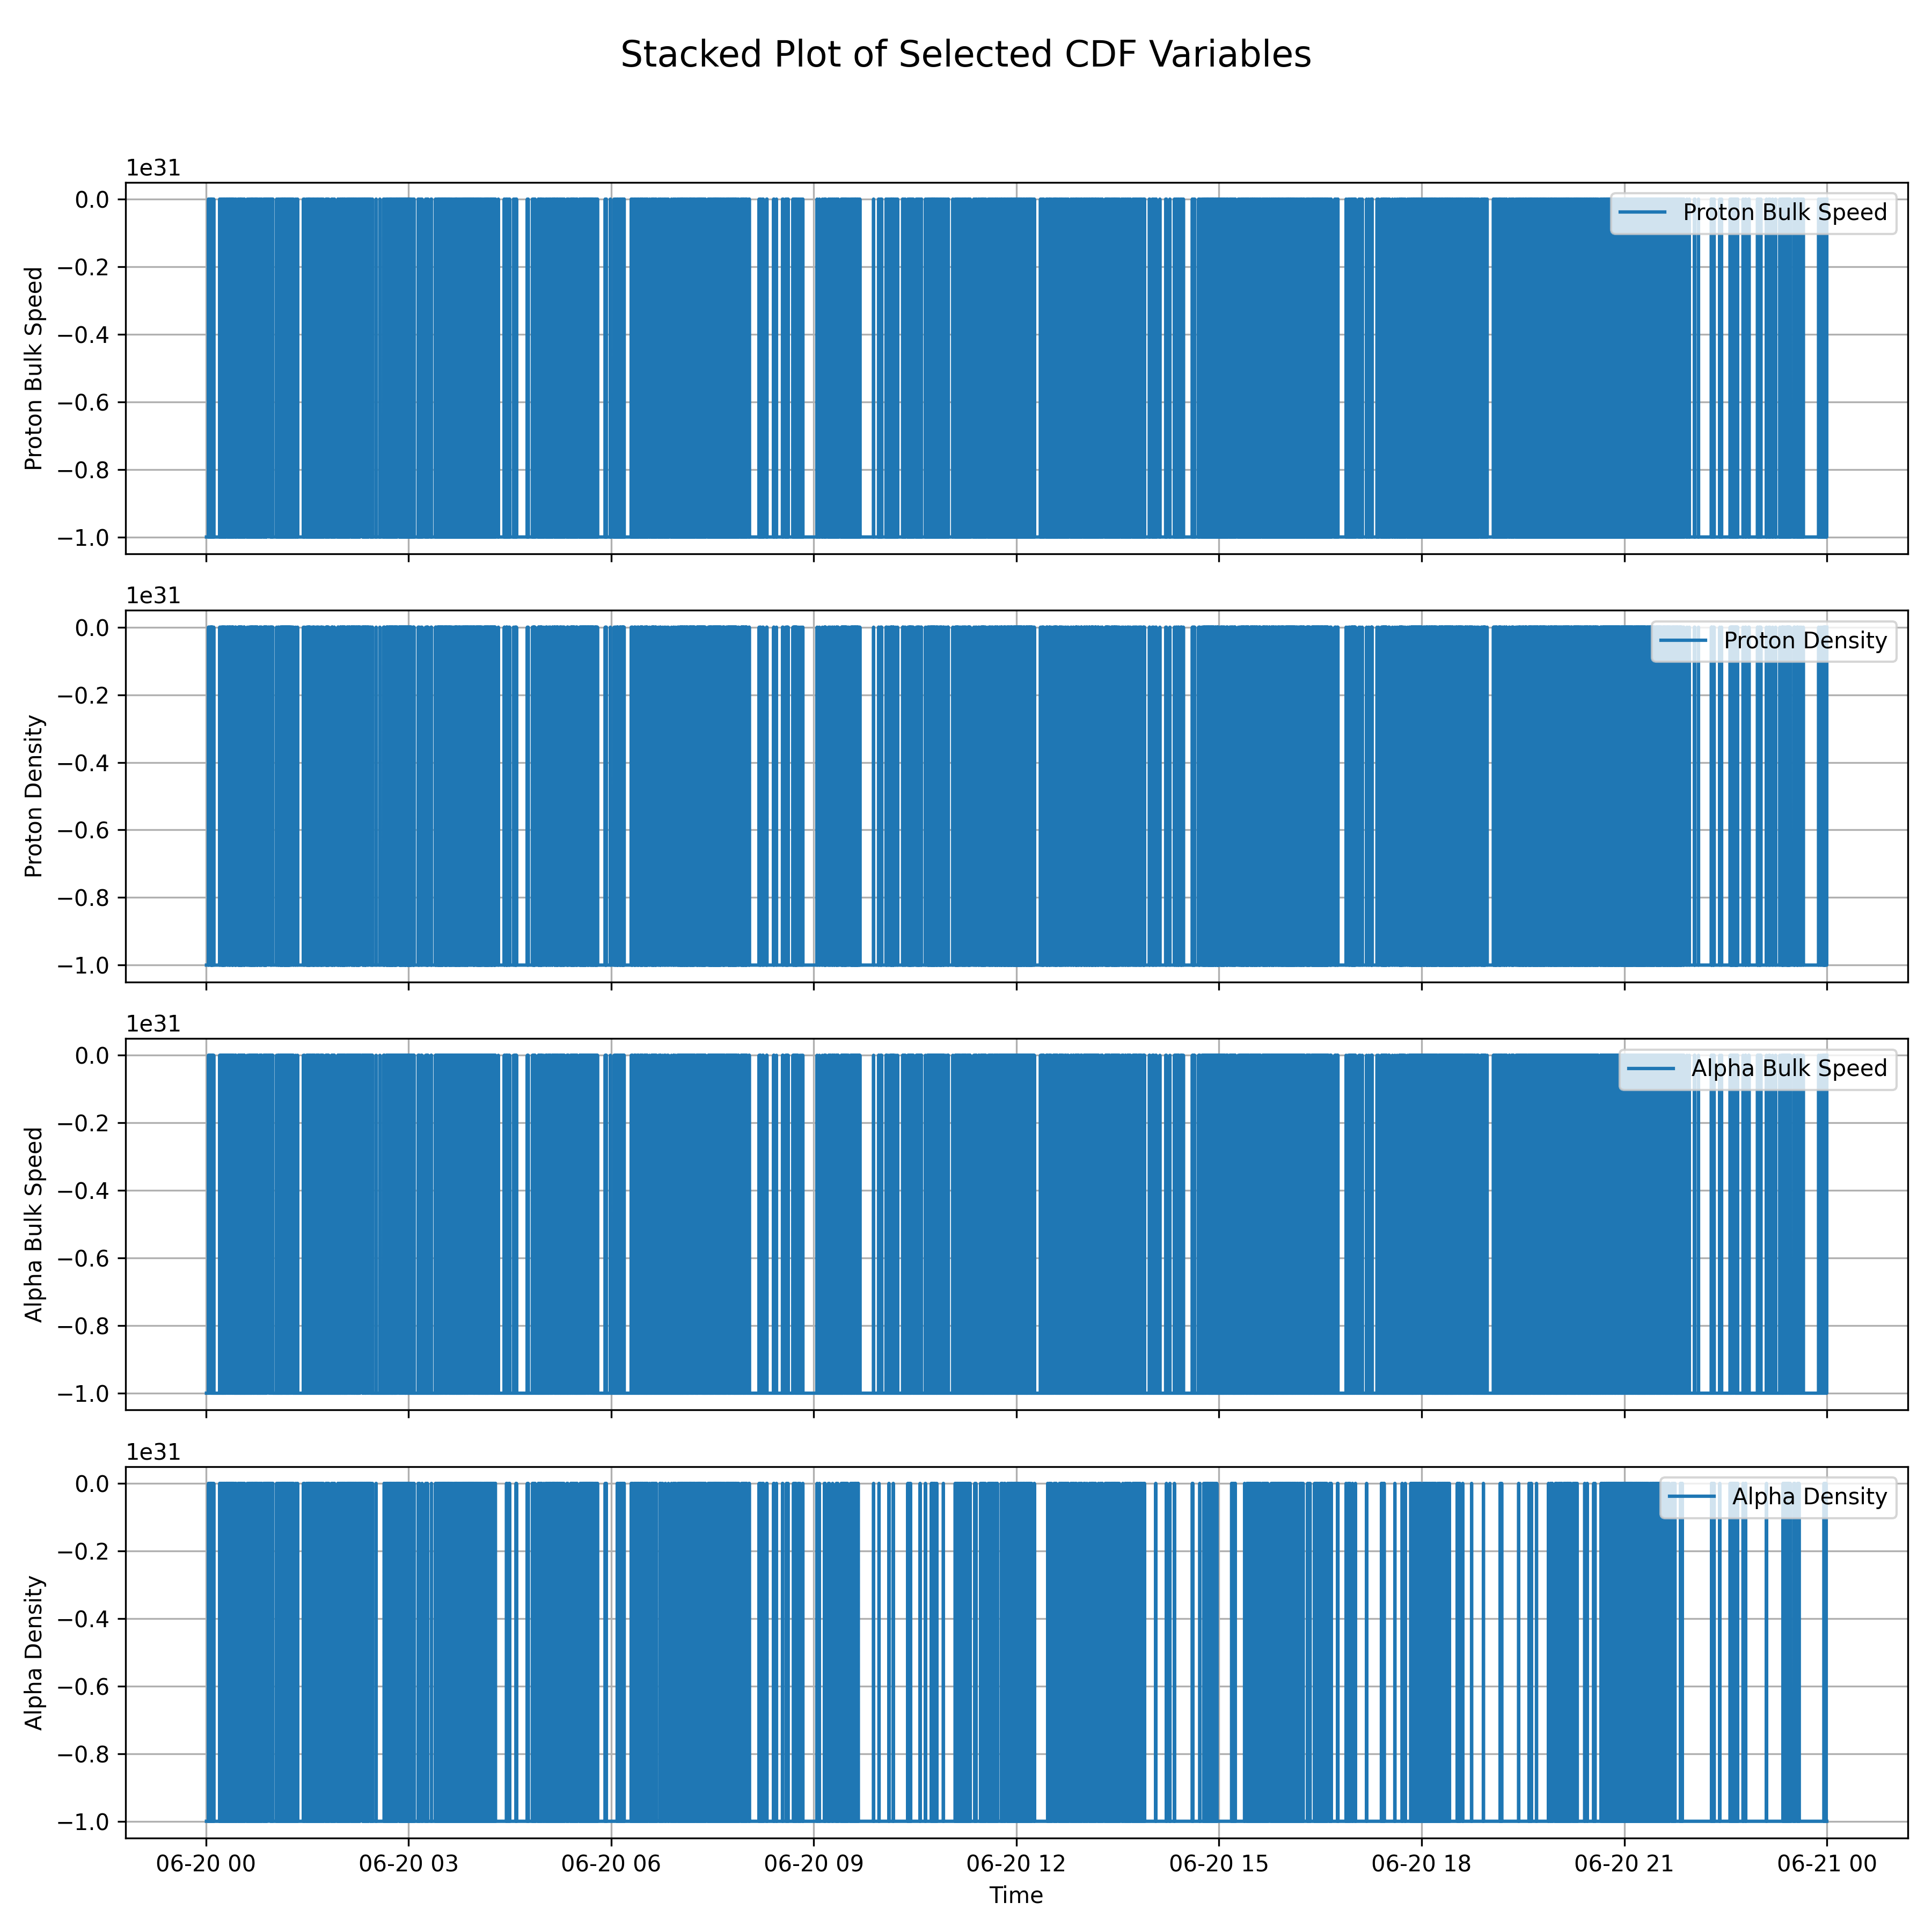 Stacked Plot of Selected CDF Variables
1e31
0.0
−0.2
−0.4
−0.6
−0.8
−1.0
Proton Bulk Speed
Proton Bulk Speed
1e31
0.0
−0.2
−0.4
−0.6
−0.8
−1.0
Proton Density
Proton Density
1e31
0.0
−0.2
−0.4
−0.6
−0.8
−1.0
Alpha Bulk Speed
Alpha Bulk Speed
1e31
0.0
−0.2
−0.4
−0.6
−0.8
−1.0
Alpha Density
Alpha Density
06-20 00 06-20 03 06-20 06 06-20 09 06-20 12 06-20 15 06-20 18 06-20 21 06-21 00
Time